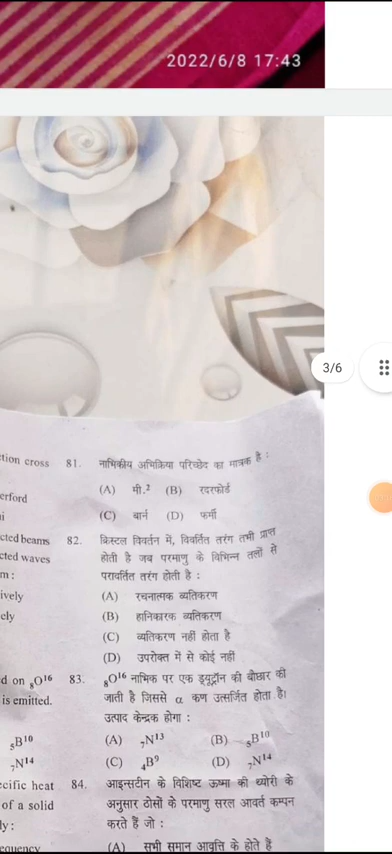 2022/6/8 17:43
3/6
tion cross 81. नाभिकीय अभिक्रिया परिच्छेद का मात्रक है :
(A) मी.² (B) रदरफोर्ड
erford
(C) बार्न (D) फर्मी
cted beams 82. क्रिस्टल विवर्तन में, विवर्तित तरंग तभी प्राप्त
cted waves होती है जब परमाणु के विभिन्न तलों से
m : परावर्तित तरंग होती है :
ively (A) रचनात्मक व्यतिकरण
ely (B) हानिकारक व्यतिकरण
(C) व्यतिकरण नहीं होता है
(D) उपरोक्त में से कोई नहीं
d on ₈O¹⁶ 83. ₈O¹⁶ नाभिक पर एक ड्यूट्रॉन की बौछार की
is emitted. जाती है जिससे α कण उत्सर्जित होता है।
उत्पाद केन्द्रक होगा :
₅B¹⁰ (A) ₇N¹³ (B) ₅B¹⁰
₇N¹⁴ (C) ₄B⁹ (D) ₇N¹⁴
ecific heat 84. आइन्सटीन के विशिष्ट ऊष्मा की थ्योरी के
of a solid अनुसार ठोसों के परमाणु सरल आवर्त कम्पन
ly : करते हैं जो :
equency (A) सभी समान आवृत्ति के होते हैं